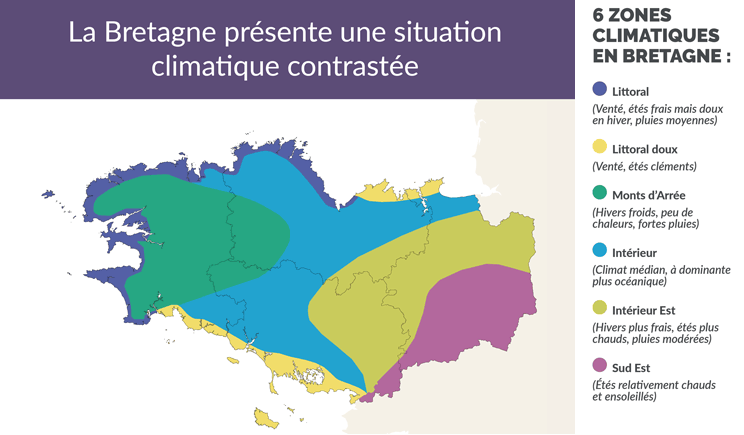 La Bretagne présente une situation
climatique contrastée
6 ZONES
CLIMATIQUES
EN BRETAGNE :
Littoral
(Venté, étés frais mais doux
en hiver, pluies moyennes)
Littoral doux
(Venté, étés cléments)
Monts d'Arrée
(Hivers froids, peu de
chaleurs, fortes pluies)
Intérieur
(Climat médian, à dominante
plus océanique)
Intérieur Est
(Hivers plus frais, étés plus
chauds, pluies modérées)
Sud Est
(Étés relativement chauds
et ensoleillés)